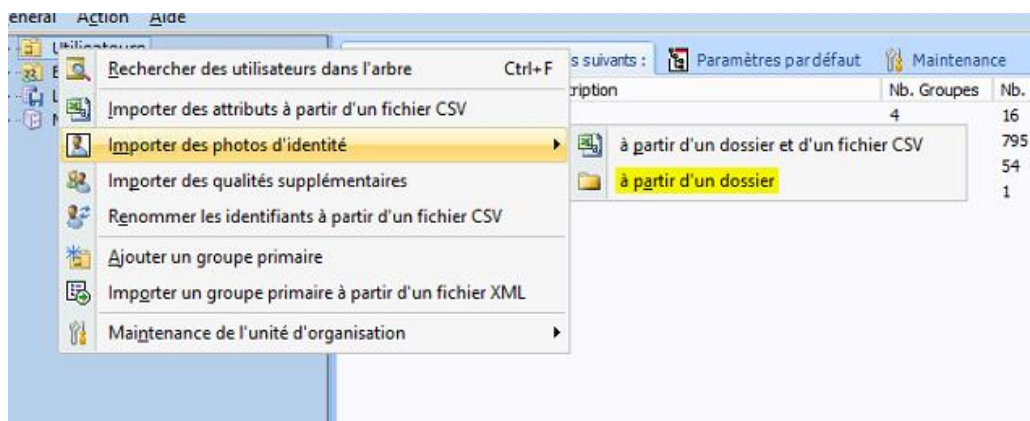 Action Aide
Utilisateurs
s suivants : Paramètres par défaut Maintenance
Nb. Groupes Nb.
4 16
795
54
1
Rechercher des utilisateurs dans l'arbre Ctrl+F
Importer des attributs à partir d'un fichier CSV
Importer des photos d'identité
Importer des qualités supplémentaires
Renommer les identifiants à partir d'un fichier CSV
Ajouter un groupe primaire
Importer un groupe primaire à partir d'un fichier XML
Maintenance de l'unité d'organisation
à partir d'un dossier et d'un fichier CSV
à partir d'un dossier